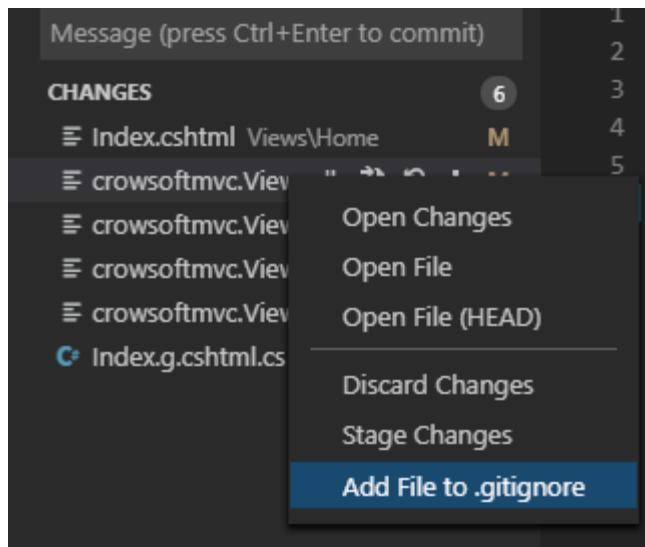 Message (press Ctrl+Enter to commit)
CHANGES 6
Index.cshtml Views\Home M
crowsoftmvc.View M
crowsoftmvc.View
crowsoftmvc.View
crowsoftmvc.View
C# Index.g.cshtml.cs
Open Changes
Open File
Open File (HEAD)
Discard Changes
Stage Changes
Add File to .gitignore
1
2
3
4
5